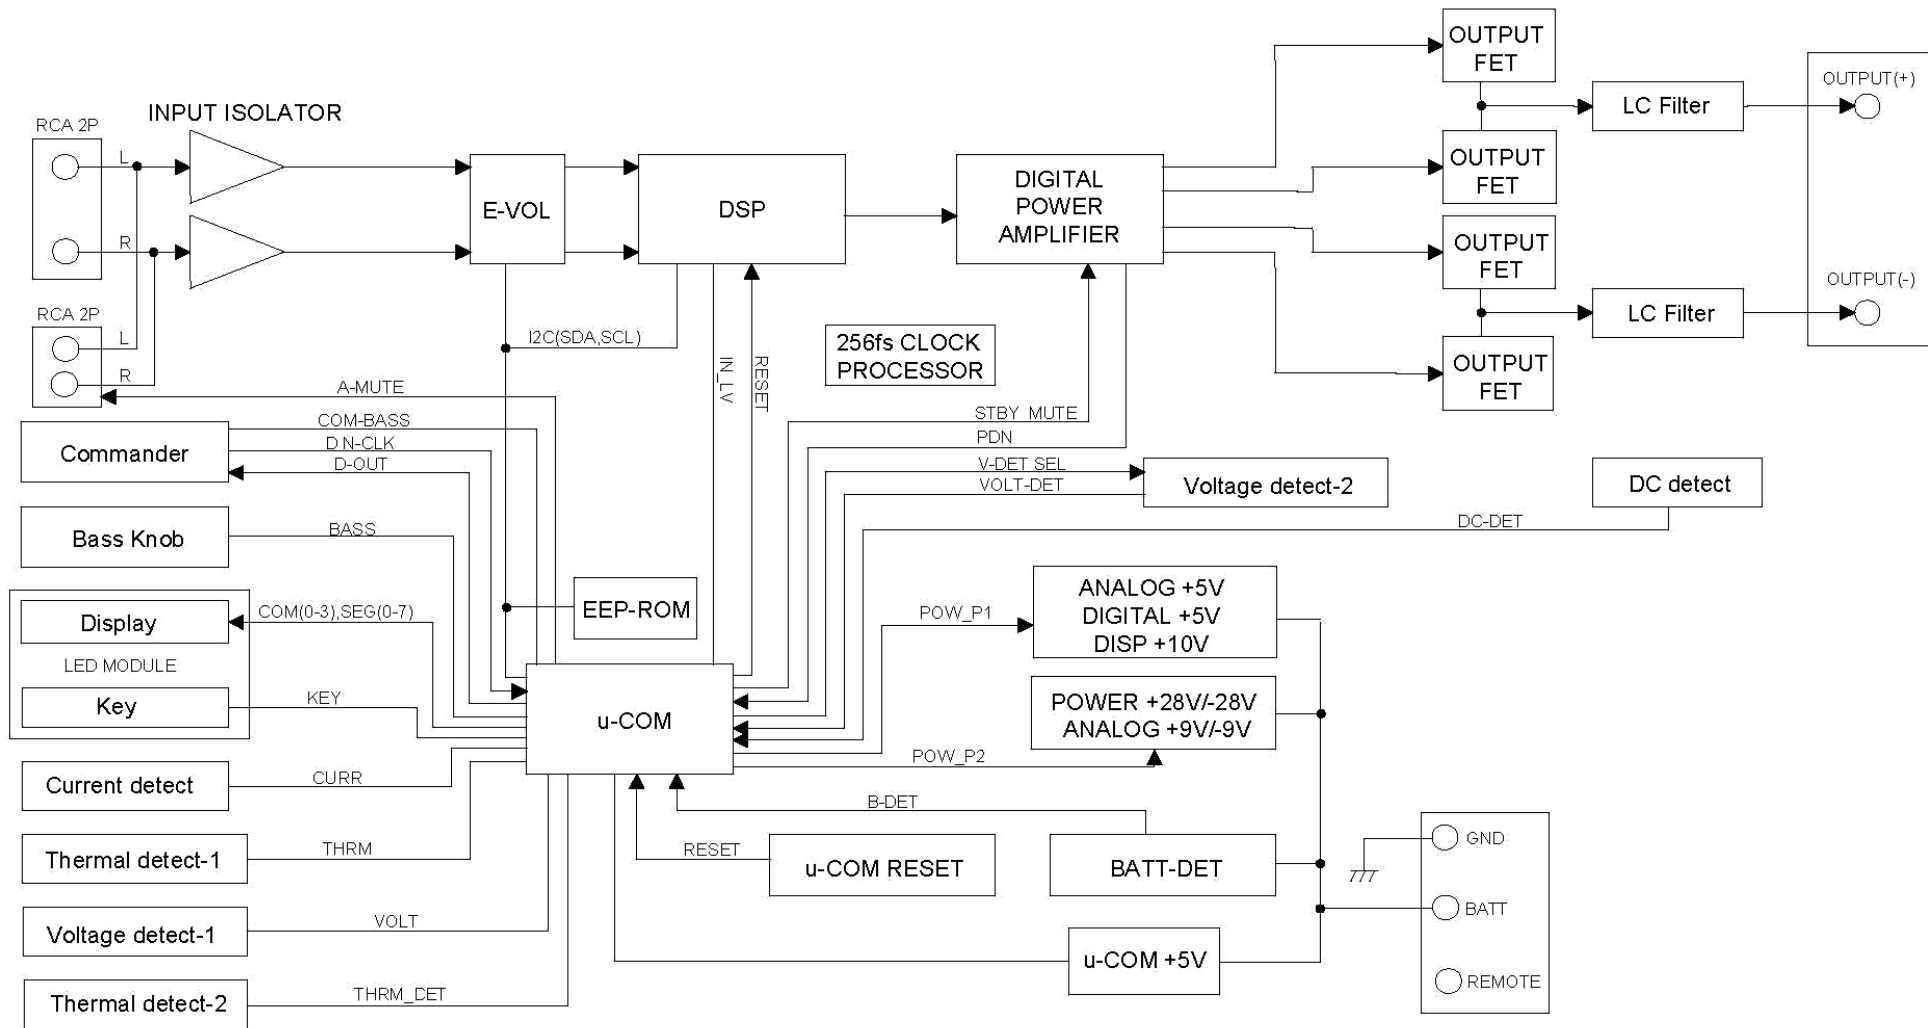 OUTPUT
FET
OUTPUT(+)
LC Filter
INPUT ISOLATOR
RCA 2P
L
R
E-VOL
DSP
DIGITAL
POWER
AMPLIFIER
OUTPUT
FET
OUTPUT
FET
OUTPUT(-)
LC Filter
OUTPUT
FET
RCA 2P
L
R
I2C(SDA,SCL)
IN_LV
RESET
256fs CLOCK
PROCESSOR
A-MUTE
COM-BASS
D N-CLK
D-OUT
Commander
STBY MUTE
PDN
V-DET SEL
VOLT-DET
Voltage detect-2
DC detect
DC-DET
Bass Knob
BASS
EEP-ROM
Display
COM(0-3),SEG(0-7)
LED MODULE
Key
KEY
u-COM
POW_P1
ANALOG +5V
DIGITAL +5V
DISP +10V
POWER +28V/-28V
ANALOG +9V/-9V
POW_P2
Current detect
CURR
B-DET
Thermal detect-1
THRM
RESET
u-COM RESET
BATT-DET
GND
BATT
REMOTE
Voltage detect-1
VOLT
u-COM +5V
Thermal detect-2
THRM_DET